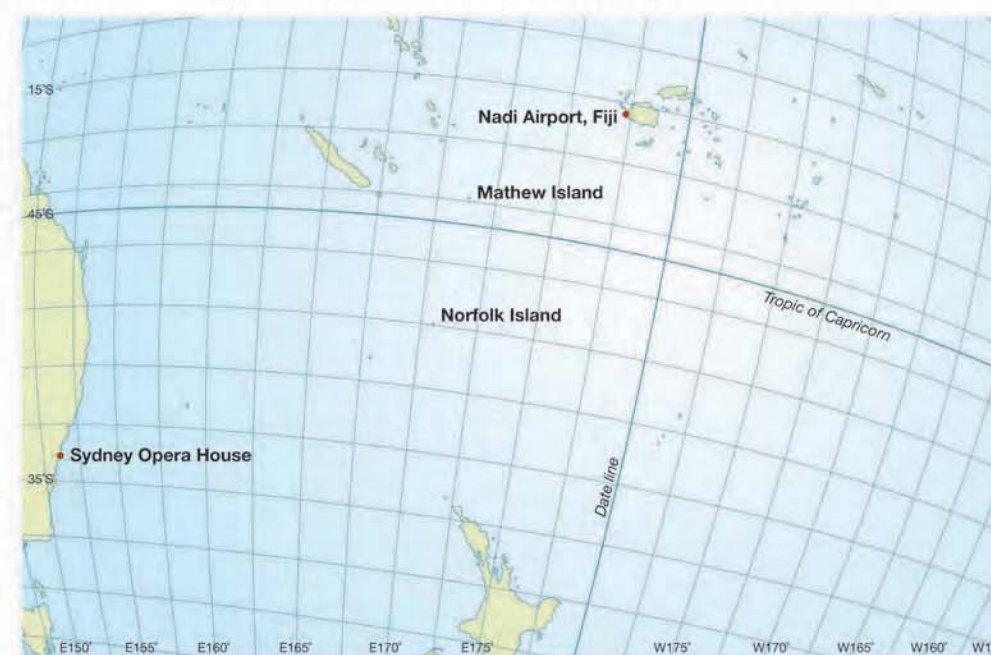 15°S
Nadi Airport, Fiji
Mathew Island
45°S
Tropic of Capricorn
Norfolk Island
Sydney Opera House
35°S
Date line
E150° E155° E160° E165° E170° E175° W175° W170° W165° W160° W1